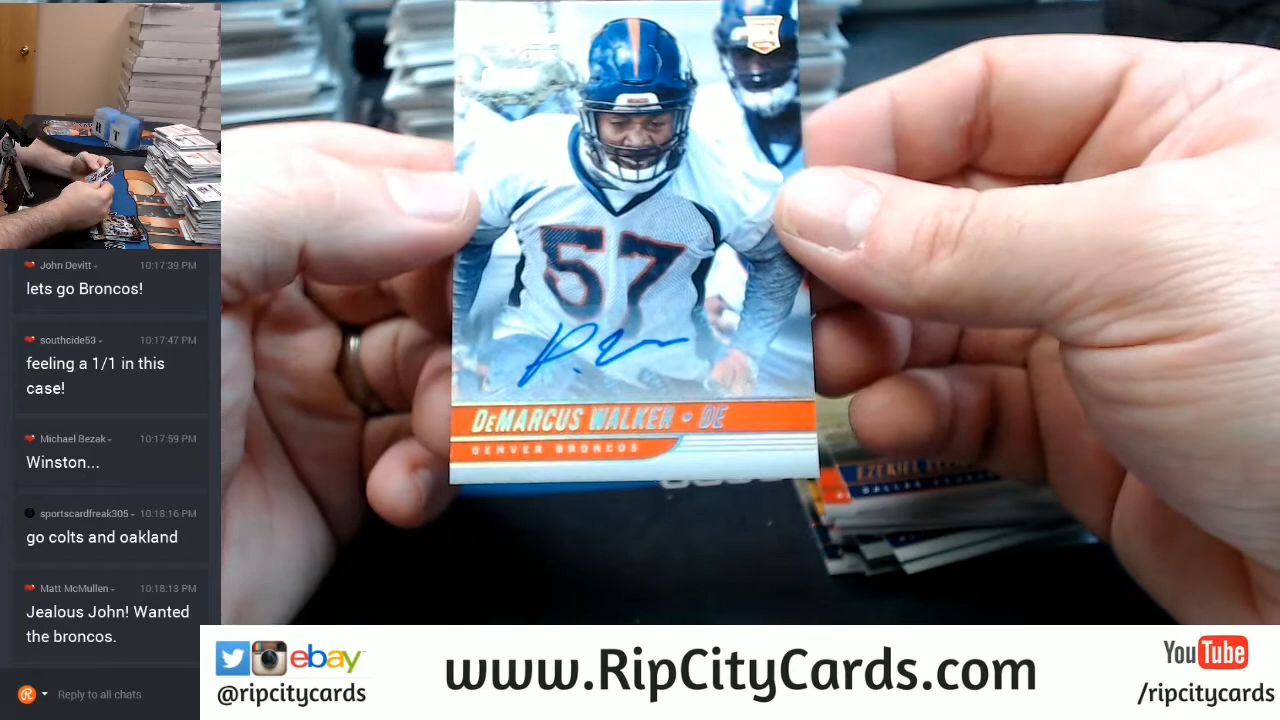 John Devitt
10:17:39 PM
lets go Broncos!
southcide53
10:17:47 PM
feeling a 1/1 in this
case!
Michael Bezak
10:17:59 PM
Winston...
sportscardfreak305
10:18:16 PM
go colts and oakland
Matt McMullen
10:18:13 PM
Jealous John! Wanted
the broncos.
Reply to all chats
57
DeMARCUS WALKER • DE
DENVER BRONCOS
EZEKIEL
DALLAS
ebay
@ripcitycards
www.RipCityCards.com
YouTube
/ripcitycards